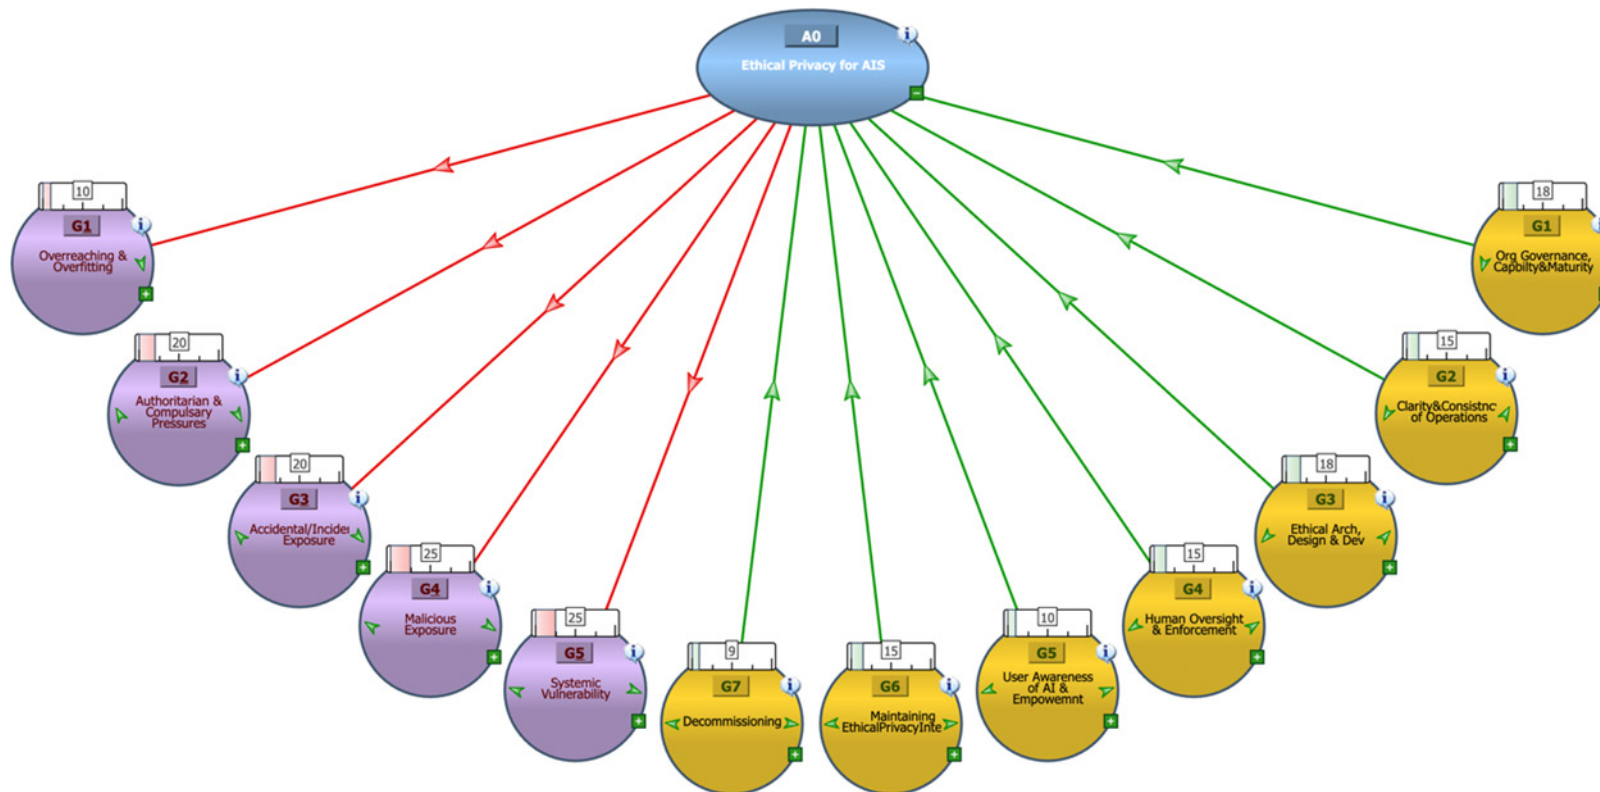 A0
Ethical Privacy for AIS
10
G1
Overreaching &
Overfitting
20
G2
Authoritarian &
Compulsary
Pressures
20
G3
Accidental/Incide
Exposure
25
G4
Malicious
Exposure
25
G5
Systemic
Vulnerability
9
G7
Decommissioning
15
G6
Maintaining
EthicalPrivacyInte
10
G5
User Awareness
of AI &
Empowemnt
15
G4
Human Oversight
& Enforcement
18
G3
Ethical Arch,
Design & Dev
15
G2
Clarity&Consistnc
of Operations
18
G1
Org Governance,
Capbilty&Maturity